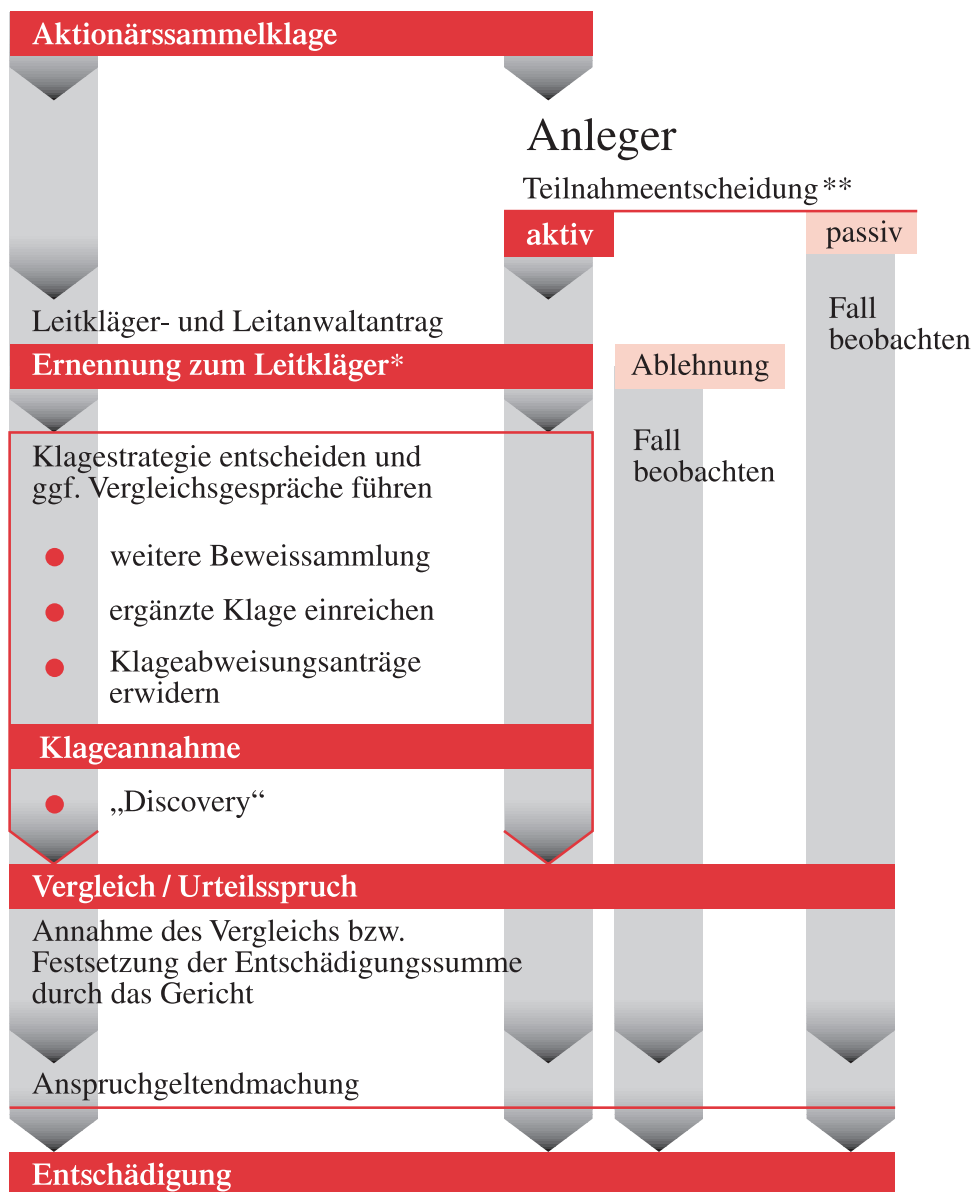 Aktionärssammelklage
Anleger
Teilnahmeentscheidung**
aktiv
passiv
Fall
beobachten
Leitkläger- und Leitanwaltantrag
Ernennung zum Leitkläger*
Ablehnung
Fall
beobachten
Klagestrategie entscheiden und
ggf. Vergleichsgespräche führen
weitere Beweissammlung
ergänzte Klage einreichen
Klageabweisungsanträge
erwidern
Klageannahme
„Discovery“
Vergleich / Urteilsspruch
Annahme des Vergleichs bzw.
Festsetzung der Entschädigungssumme
durch das Gericht
Anspruchgeltendmachung
Entschädigung